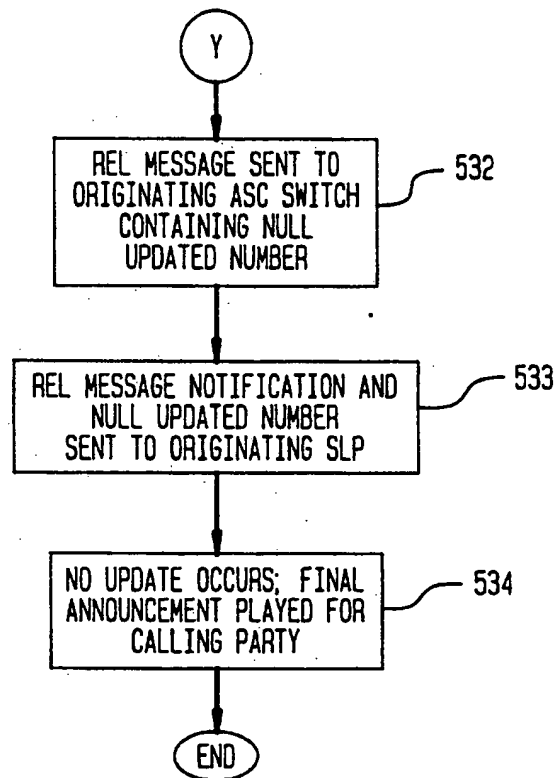 Y
REL MESSAGE SENT TO
ORIGINATING ASC SWITCH
CONTAINING NULL
UPDATED NUMBER
532
REL MESSAGE NOTIFICATION AND
NULL UPDATED NUMBER
SENT TO ORIGINATING SLP
533
NO UPDATE OCCURS; FINAL
ANNOUNCEMENT PLAYED FOR
CALLING PARTY
534
END